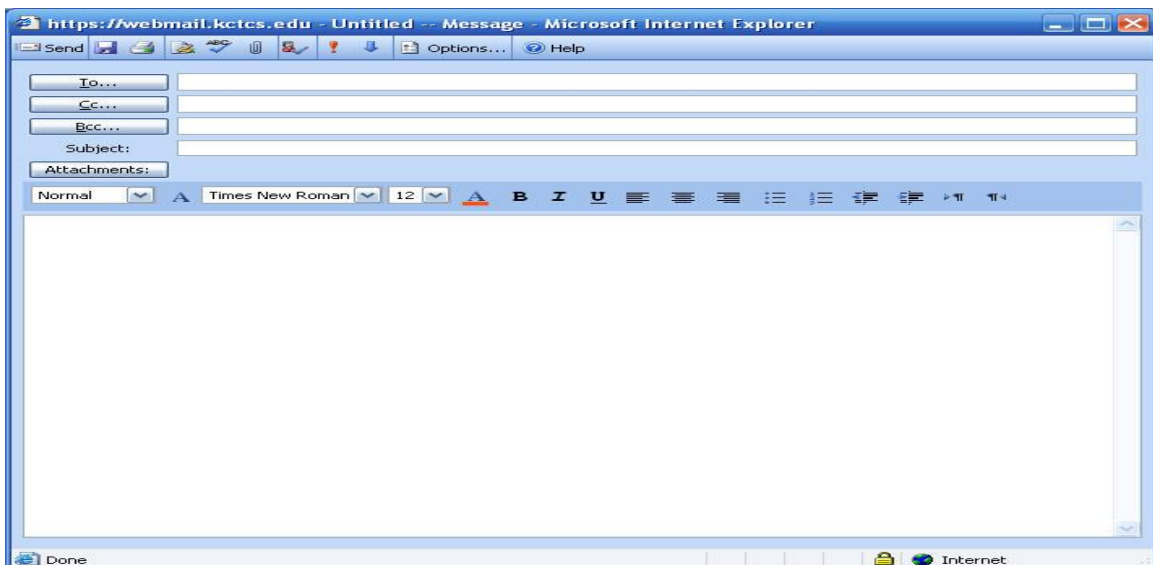 https://webmail.kctcs.edu - Untitled -- Message - Microsoft Internet Explorer
Send ABC Options... Help
To...
Cc...
Bcc...
Subject:
Attachments:
Normal A Times New Roman 12 A B I U
Done Internet